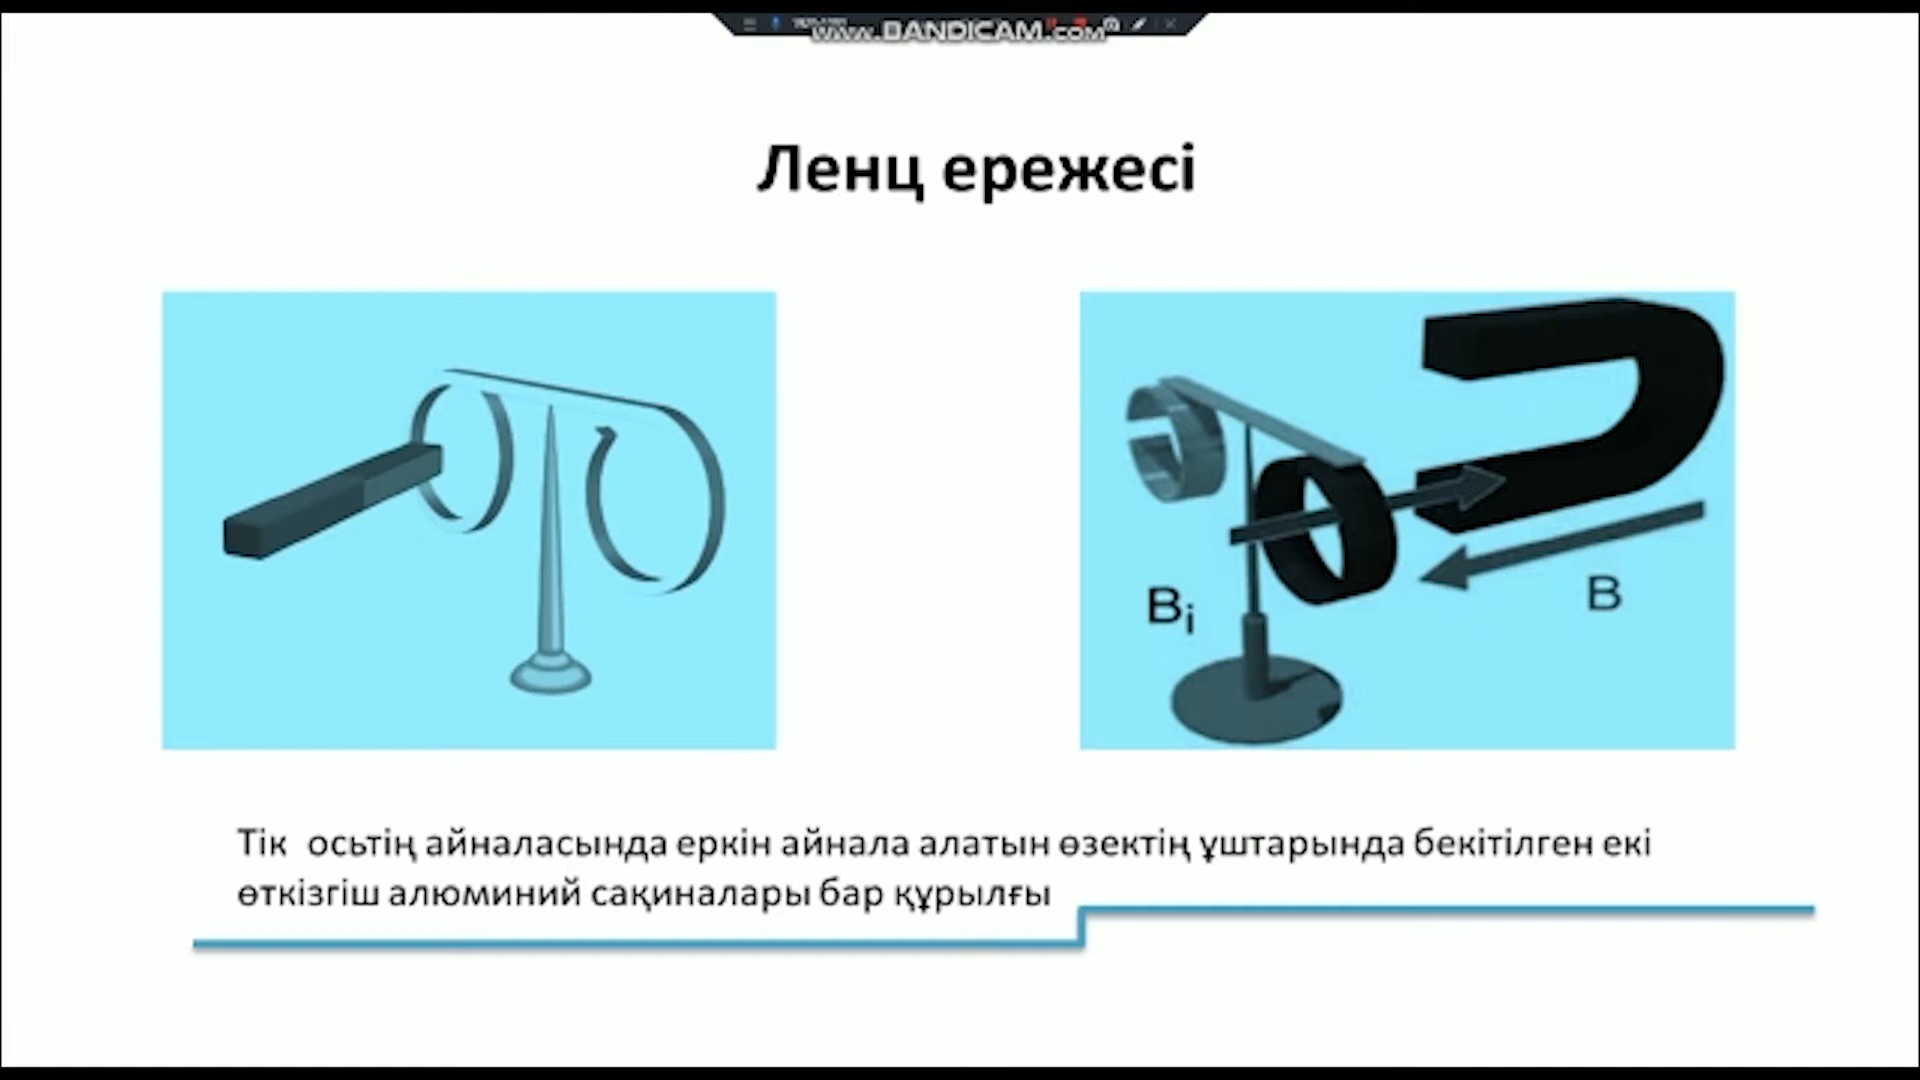 www.BANDICAM.com
Ленц ережесі
Bi
B
Тік осьтің айналасында еркін айнала алатын өзектің ұштарында бекітілген екі
өткізгіш алюминий сақиналары бар құрылғы